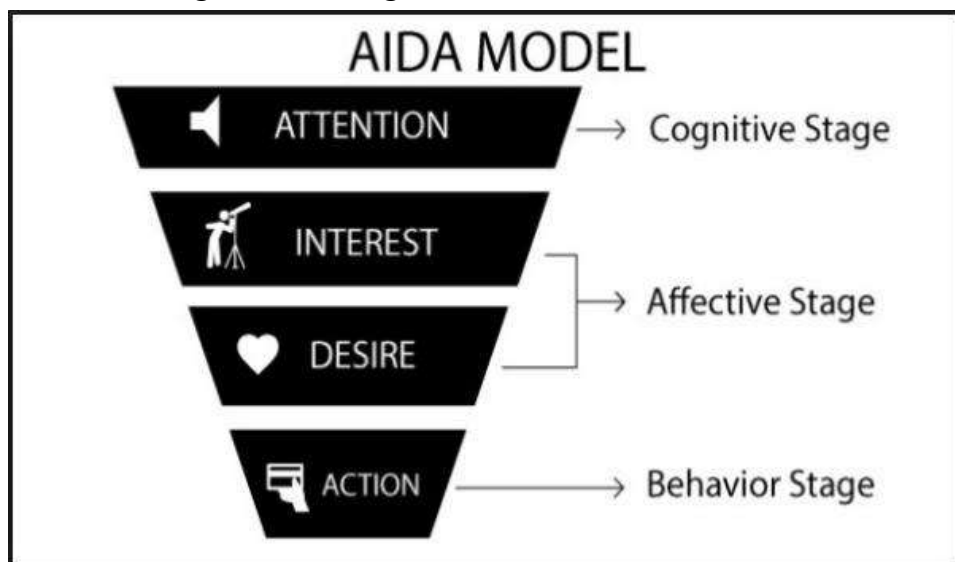 AIDA MODEL
ATTENTION
Cognitive Stage
INTEREST
Affective Stage
DESIRE
ACTION
Behavior Stage